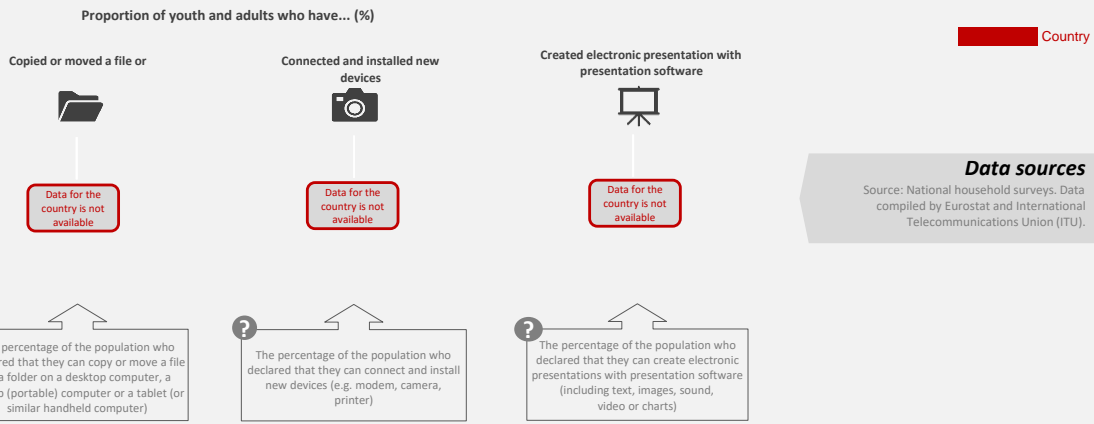 Proportion of youth and adults who have... (%)
Country
Copied or moved a file or
Connected and installed new
devices
Created electronic presentation with
presentation software
Data for the
country is not
available
Data for the
country is not
available
Data for the
country is not
available
Data sources
Source: National household surveys. Data
compiled by Eurostat and International
Telecommunications Union (ITU).
percentage of the population who
red that they can copy or move a file
a folder on a desktop computer, a
p (portable) computer or a tablet (or
similar handheld computer)
?
The percentage of the population who
declared that they can connect and install
new devices (e.g. modem, camera,
printer)
?
The percentage of the population who
declared that they can create electronic
presentations with presentation software
(including text, images, sound,
video or charts)